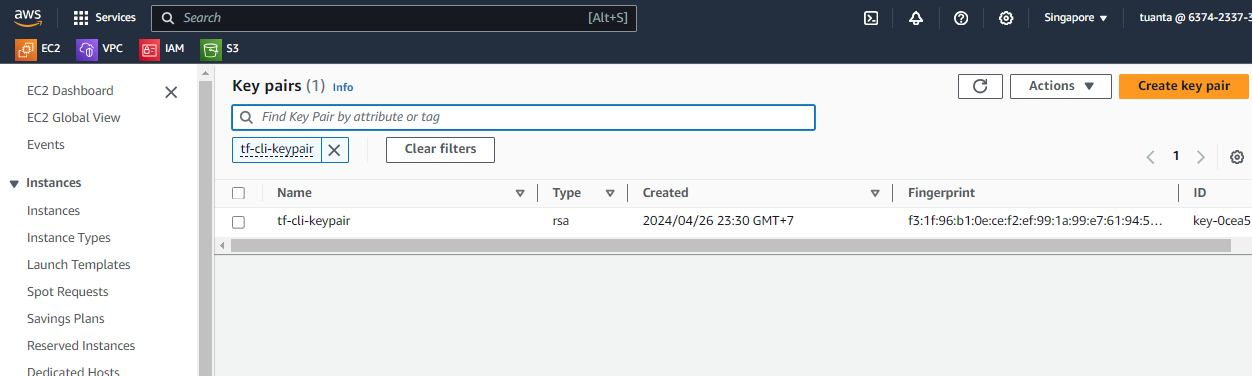 aws Services Search [Alt+S] Singapore tuanta @ 6374-2337-3
EC2 VPC IAM S3
EC2 Dashboard
EC2 Global View
Events
Instances
Instances
Instance Types
Launch Templates
Spot Requests
Savings Plans
Reserved Instances
Dedicated Hosts
Key pairs (1) Info Actions Create key pair
Find Key Pair by attribute or tag
tf-cli-keypair Clear filters
1
Name Type Created Fingerprint ID
tf-cli-keypair rsa 2024/04/26 23:30 GMT+7 f3:1f:96:b1:0e:ce:f2:ef:99:1a:99:e7:61:94:5... key-0cea5